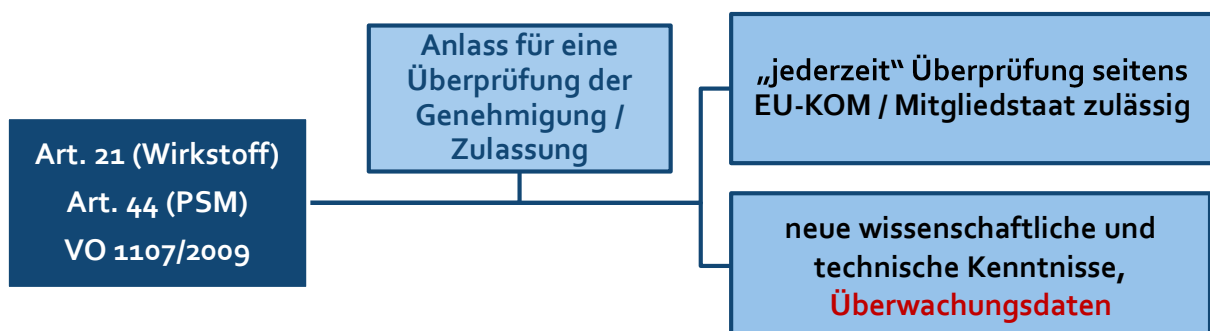 Art. 21 (Wirkstoff)
Art. 44 (PSM)
VO 1107/2009
Anlass für eine
Überprüfung der
Genehmigung /
Zulassung
„jederzeit“ Überprüfung seitens
EU-KOM / Mitgliedstaat zulässig
neue wissenschaftliche und
technische Kenntnisse,
Überwachungsdaten